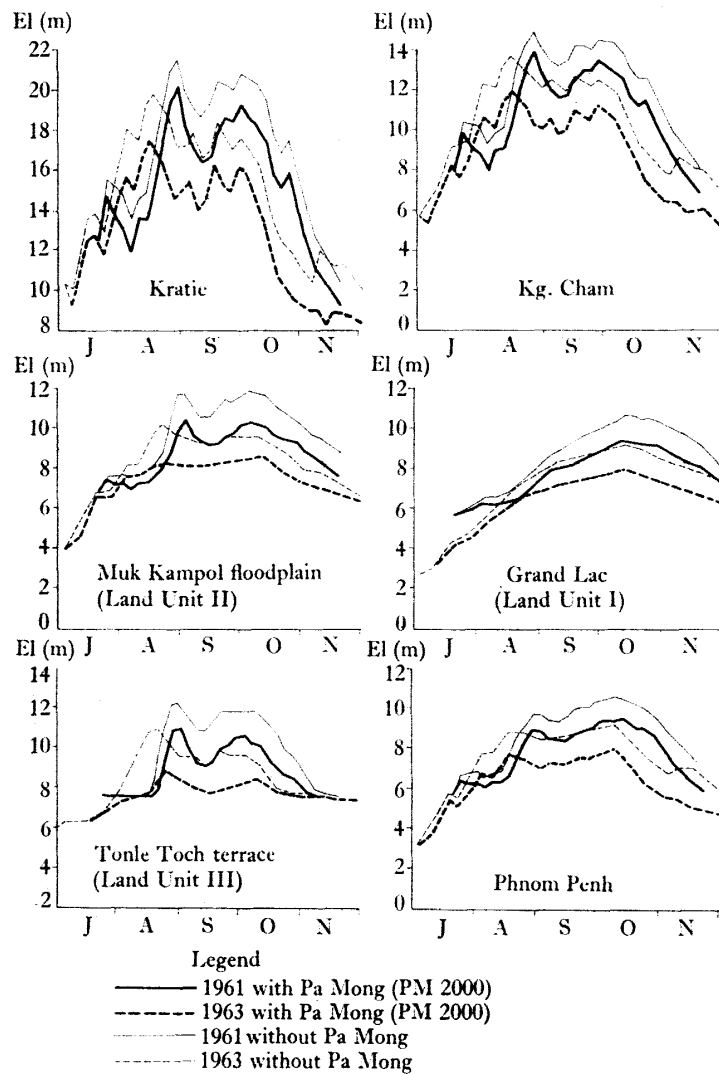 El (m)
22
20
18
16
14
12
10
8
Kratie
J A S O N
El (m)
14
12
10
8
6
4
2
0
Kg. Cham
J A S O N
El (m)
12
10
8
6
4
2
0
Muk Kampol floodplain
(Land Unit II)
J A S O N
El (m)
12
10
8
6
4
2
0
Grand Lac
(Land Unit I)
J A S O N
El (m)
14
12
10
8
6
4
2
Tonle Toch terrace
(Land Unit III)
J A S O N
El (m)
12
10
8
6
4
2
0
Phnom Penh
J A S O N
Legend
1961 with Pa Mong (PM 2000)
1963 with Pa Mong (PM 2000)
1961 without Pa Mong
1963 without Pa Mong